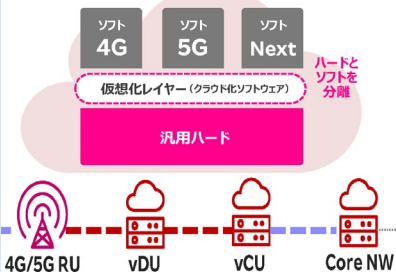 ソフト
4G
ソフト
5G
ソフト
Next
ハードと
ソフトを
分離
仮想化レイヤー(クラウド化ソフトウェア)
汎用ハード
4G/5G RU
vDU
vCU
Core NW